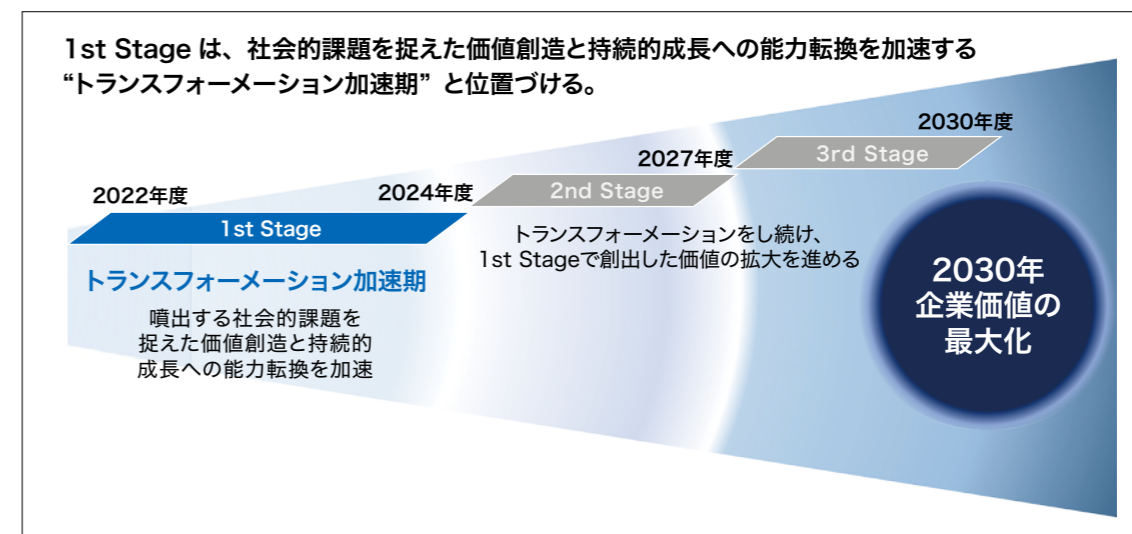 1st Stage は、社会的課題を捉えた価値創造と持続的成長への能力転換を加速する
“トランスフォーメーション加速期” と位置づける。
2030年度
3rd Stage
2027年度
2nd Stage
2022年度
2024年度
1st Stage
トランスフォーメーションをし続け、
1st Stageで創出した価値の拡大を進める
トランスフォーメーション加速期
噴出する社会的課題を
捉えた価値創造と持続的
成長への能力転換を加速
2030年
企業価値の
最大化